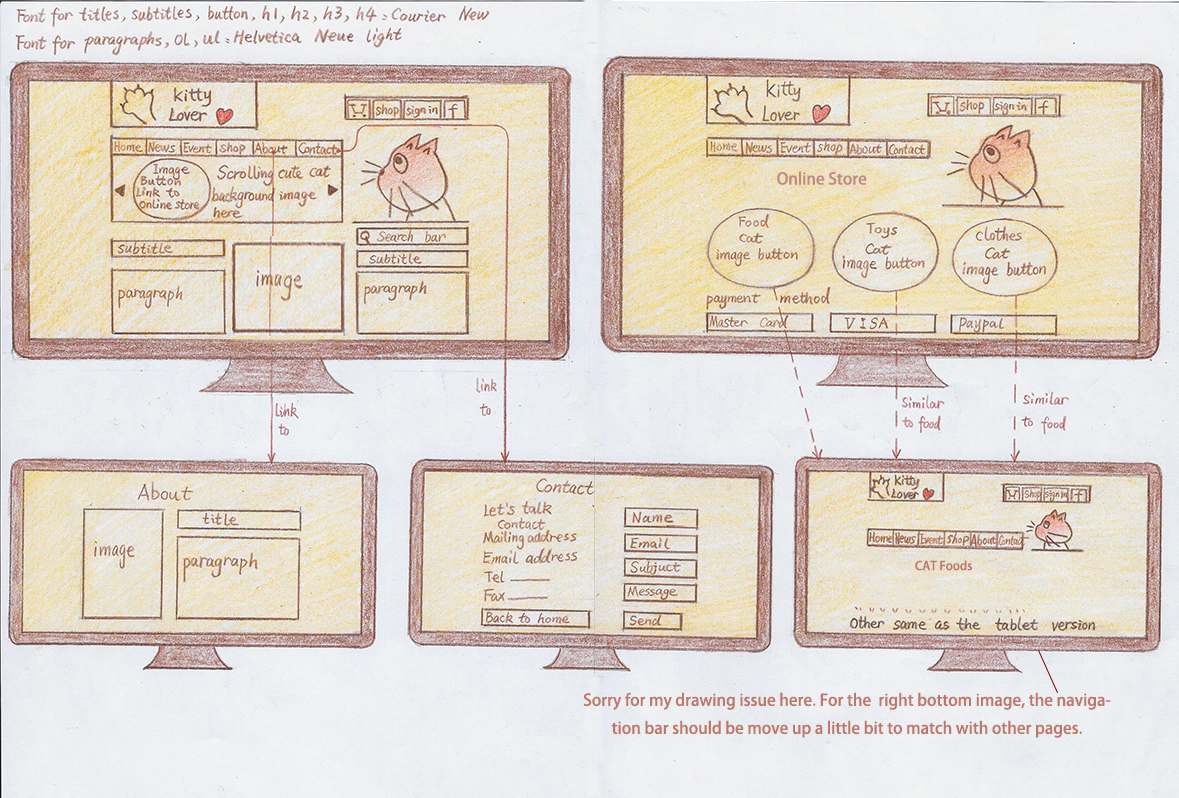 Font for titles, subtitles, button, h1, h2, h3, h4 = Courier New
Font for paragraphs, OL, ul = Helvetica Neue light
Kitty
Lover
shop sign in f
Home News Event shop About Contact
Image
Button
Link to
Online store
Scrolling cute cat
background image
here
Search bar
subtitle
subtitle
paragraph
image
paragraph
Kitty
Lover
shop sign in f
Home News Event shop About Contact
Online Store
Food
Cat
image button
Toys
Cat
image button
clothes
Cat
image button
payment method
Master Card
VISA
Paypal
Link
to
Link
to
Similar
to food
Similar
to food
About
image
title
paragraph
Contact
Let's talk
Contact
Mailing address
Email address
Tel
Fax
Back to home
Name
Email
Subjuct
Message
Send
Kitty
Lover
Shop sign in f
Home News Event Shop About Contact
CAT Foods
Other same as the tablet version
Sorry for my drawing issue here. For the right bottom image, the naviga-
tion bar should be move up a little bit to match with other pages.